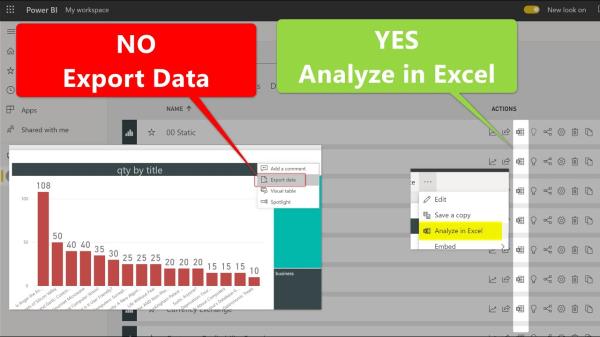 Power BI
My workspace
New look on
NO
Export Data
YES
Analyze in Excel
Apps
Shared with me
NAME ↑
ACTIONS
00 Static
qty by title
Add a comment
Export data
Visual table
Spotlight
108
50
40
40
35
30
25
25
25
20
20
20
15
15
15
10
100
50
0
Business
Edit
Save a copy
Analyze in Excel
Embed
Currency Exchange